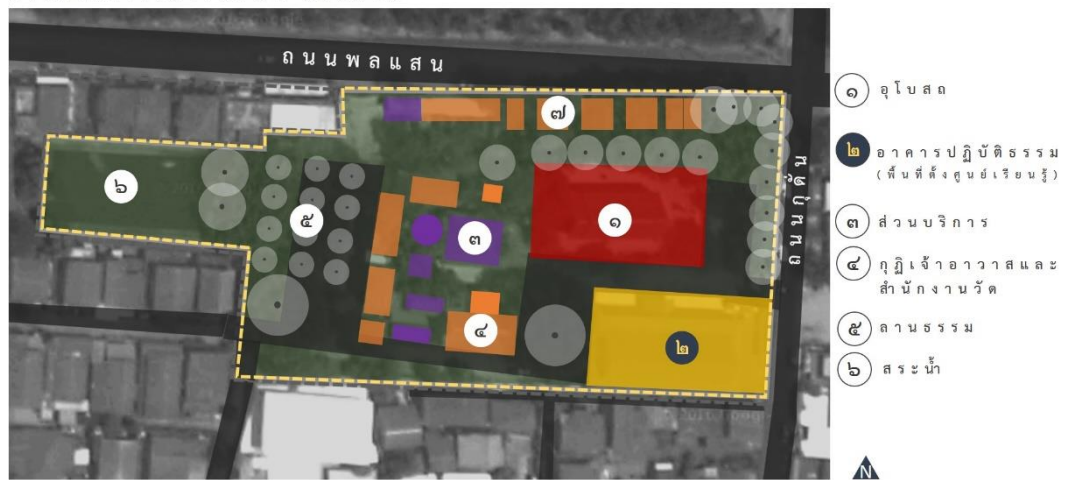 ถนนพลแสน
๗
๖
๕
๓
๑
๔
๒
ถนนกุดั่น
๑ อุโบสถ
๒ อาคารปฏิบัติธรรม
(พื้นที่ตั้งศูนย์เรียนรู้)
๓ ส่วนบริการ
๔ กุฏิเจ้าอาวาสและ
สำนักงานวัด
๕ ลานธรรม
๖ สระน้ำ
N